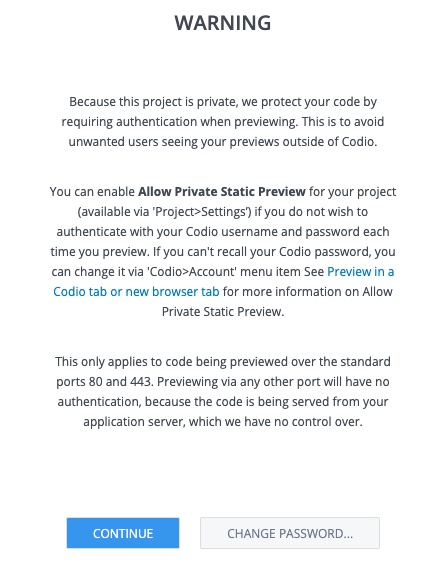 WARNING
Because this project is private, we protect your code by
requiring authentication when previewing. This is to avoid
unwanted users seeing your previews outside of Codio.
You can enable Allow Private Static Preview for your project
(available via 'Project>Settings') if you do not wish to
authenticate with your Codio username and password each
time you preview. If you can't recall your Codio password, you
can change it via 'Codio>Account' menu item See Preview in a
Codio tab or new browser tab for more information on Allow
Private Static Preview.
This only applies to code being previewed over the standard
ports 80 and 443. Previewing via any other port will have no
authentication, because the code is being served from your
application server, which we have no control over.
CONTINUE
CHANGE PASSWORD...